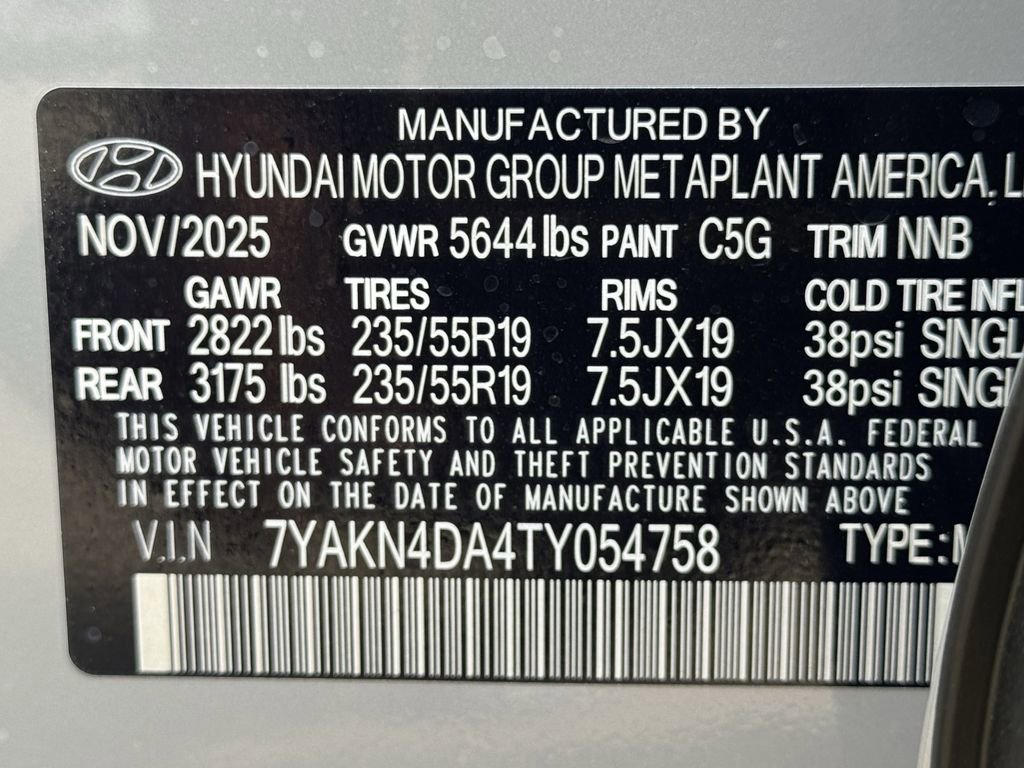 MANUFACTURED BY
HYUNDAI MOTOR GROUP METAPLANT AMERICA, L
NOV/2025 GVWR 5644 lbs PAINT C5G TRIM NNB
GAWR TIRES RIMS COLD TIRE INFL
FRONT 2822 lbs 235/55R19 7.5JX19 38psi SINGL
REAR 3175 lbs 235/55R19 7.5JX19 38psi SINGL
THIS VEHICLE CONFORMS TO ALL APPLICABLE U.S.A. FEDERAL
MOTOR VEHICLE SAFETY AND THEFT PREVENTION STANDARDS
IN EFFECT ON THE DATE OF MANUFACTURE SHOWN ABOVE
V.I.N 7YAKN4DA4TY054758 TYPE: